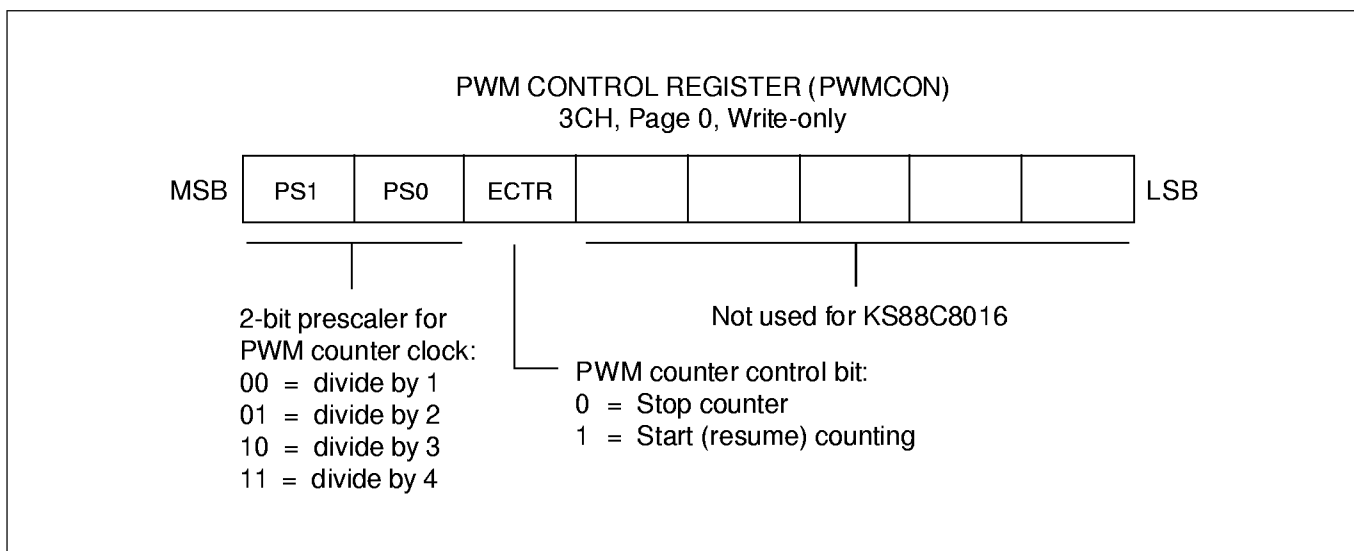 PWM CONTROL REGISTER (PWMCON)
3CH, Page 0, Write-only
MSB PS1 PS0 ECTR LSB
2-bit prescaler for
PWM counter clock:
00 = divide by 1
01 = divide by 2
10 = divide by 3
11 = divide by 4
PWM counter control bit:
0 = Stop counter
1 = Start (resume) counting
Not used for KS88C8016